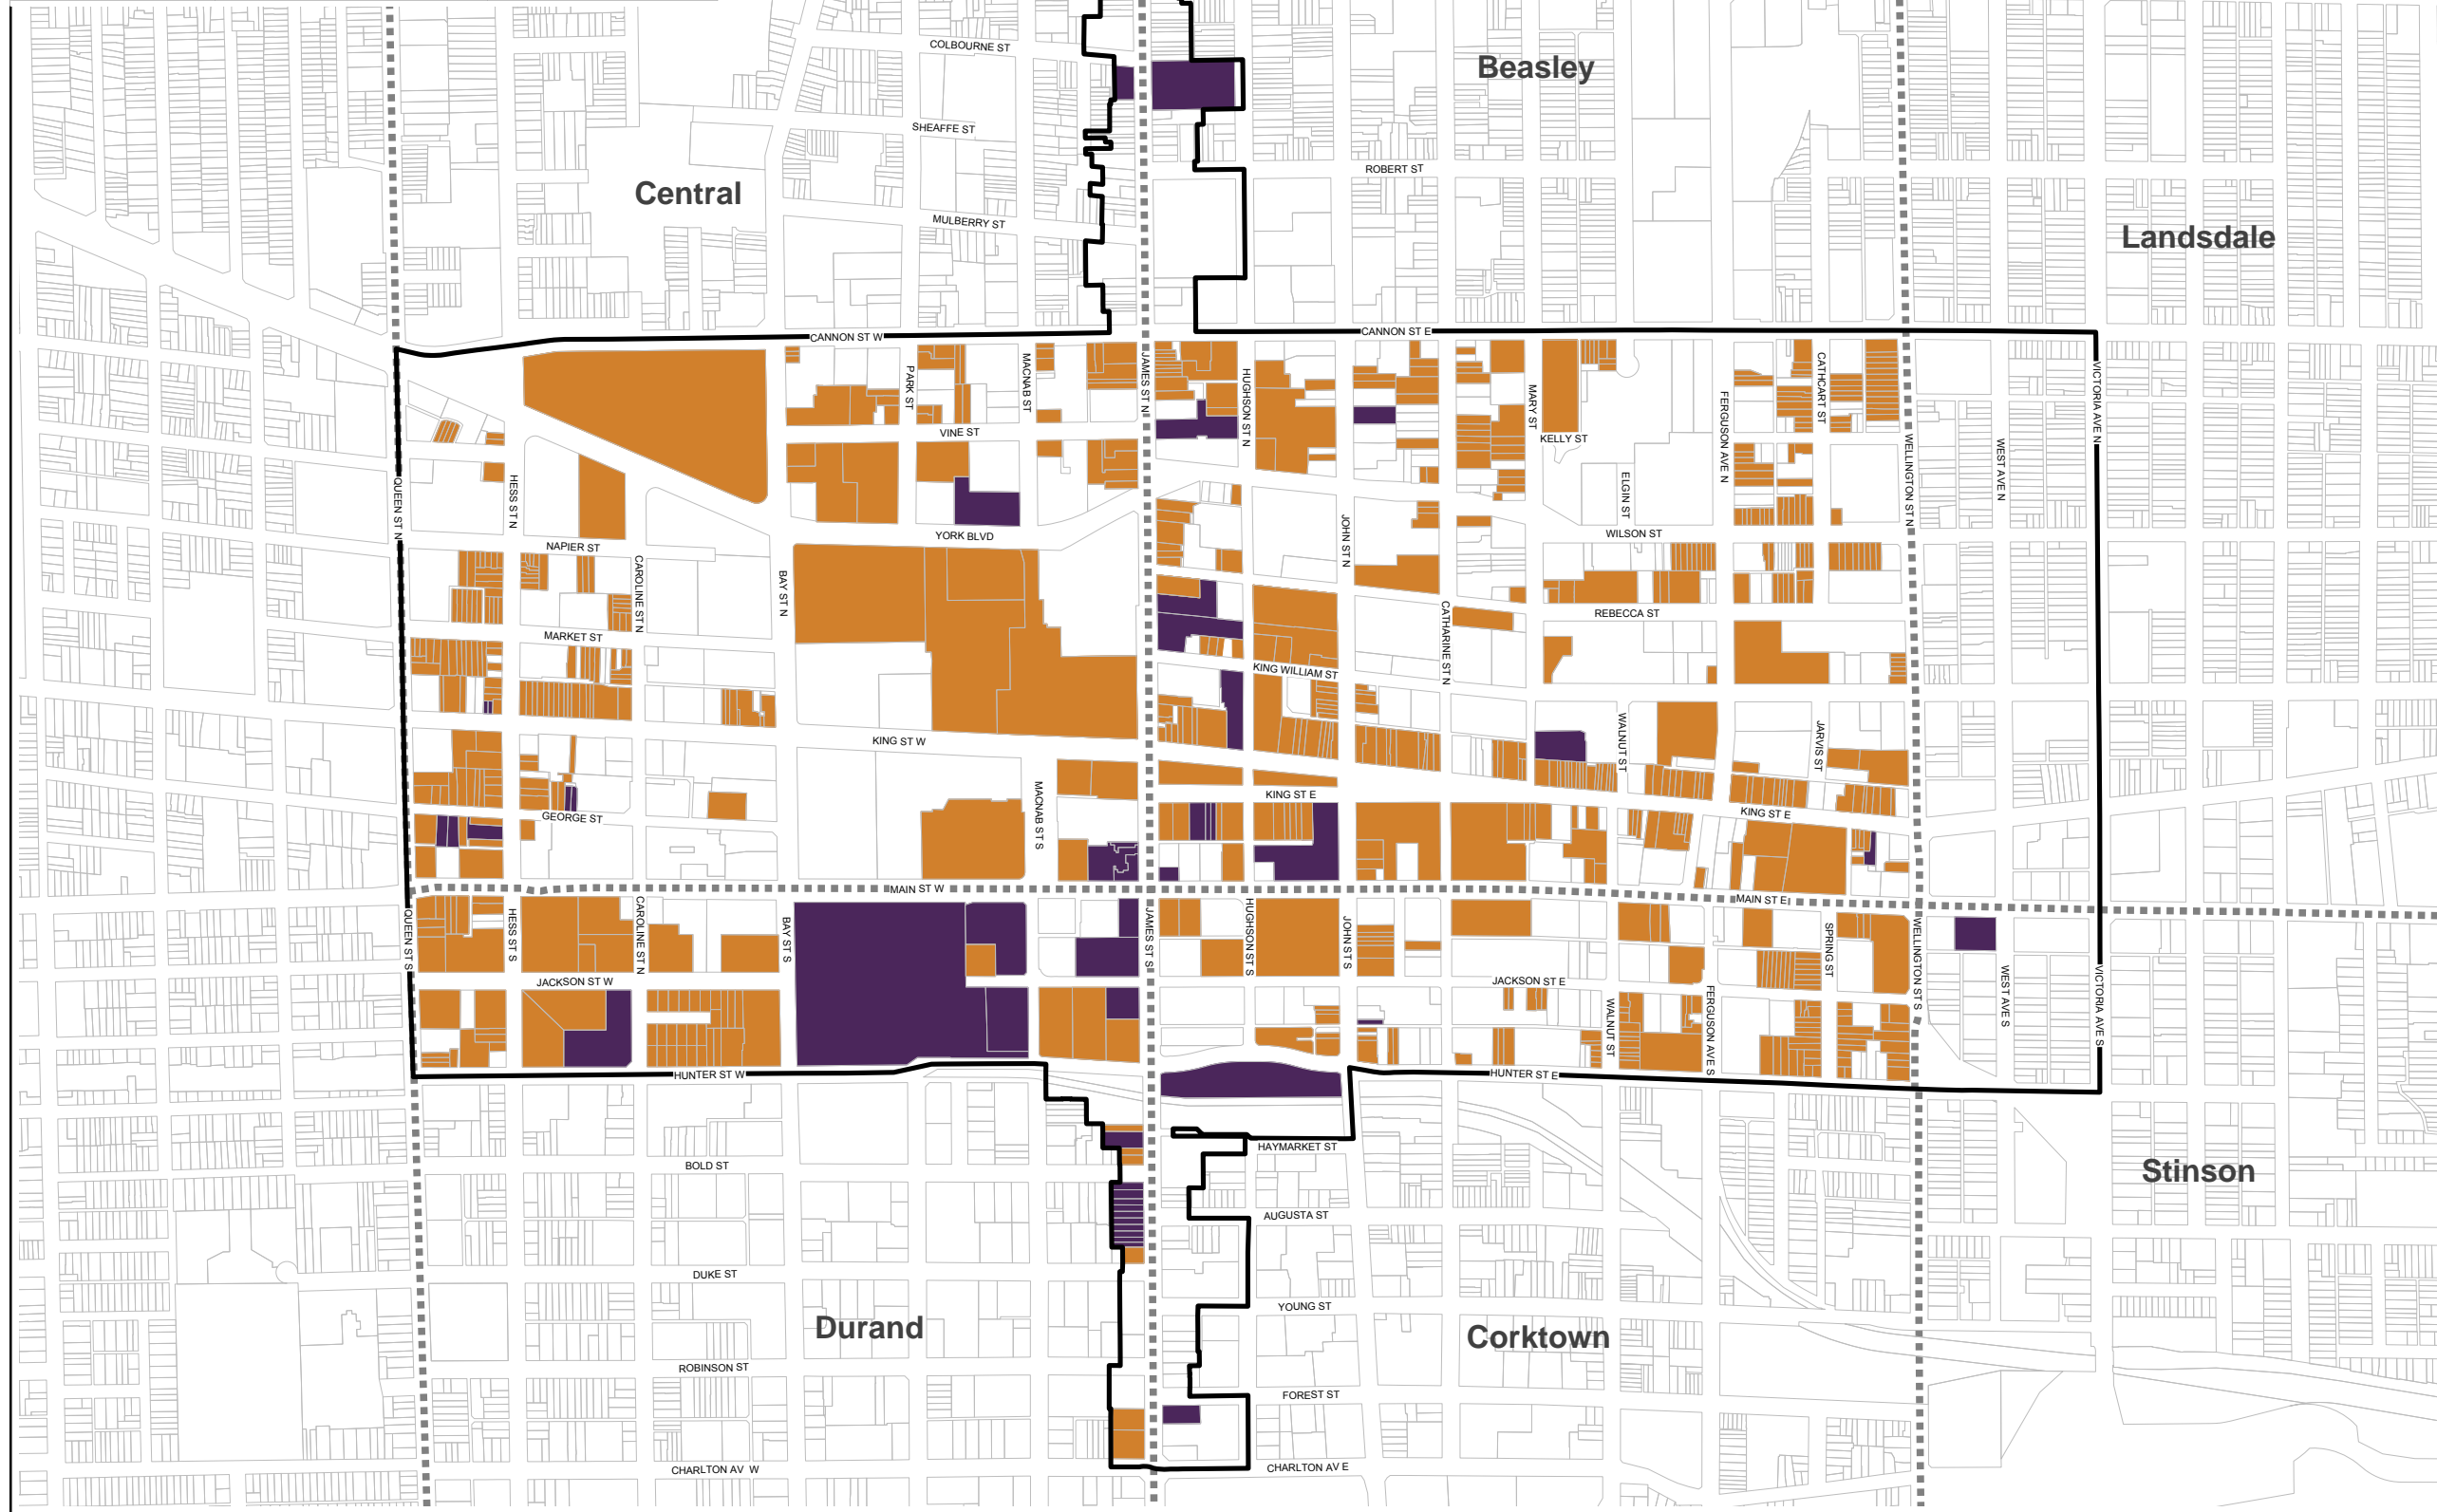 COLBOURNE ST
Beasley
SHEAFFE ST
ROBERT ST
Central
MULBERRY ST
Landsdale
CANNON ST W
CANNON ST E
PARK ST
MACNAB ST
JAMES ST N
HUGHSON ST N
MARY ST
FERGUSON AVE N
CATHCART ST
VICTORIA AVE N
VINE ST
KELLY ST
QUEEN ST N
HESS ST N
ELGIN ST
WELLINGTON ST N
WEST AVE N
YORK BLVD
JOHN ST N
WILSON ST
NAPIER ST
CAROLINE ST N
BAY ST N
CATHARINE ST N
REBECCA ST
MARKET ST
KING WILLIAM ST
KING ST W
WALNUT ST
JARVIS ST
MACNAB ST S
KING ST E
KING ST E
GEORGE ST
MAIN ST W
MAIN ST E
QUEEN ST S
HESS ST S
CAROLINE ST N
BAY ST S
JAMES ST S
HUGHSON ST S
JOHN ST S
SPRING ST
WELLINGTON ST S
WEST AVE S
VICTORIA AVE S
JACKSON ST W
JACKSON ST E
WALNUT ST
FERGUSON AVE S
HUNTER ST W
HUNTER ST E
HAYMARKET ST
BOLD ST
Stinson
AUGUSTA ST
DUKE ST
YOUNG ST
Durand
Corktown
ROBINSON ST
FOREST ST
CHARLTON AV W
CHARLTON AV E